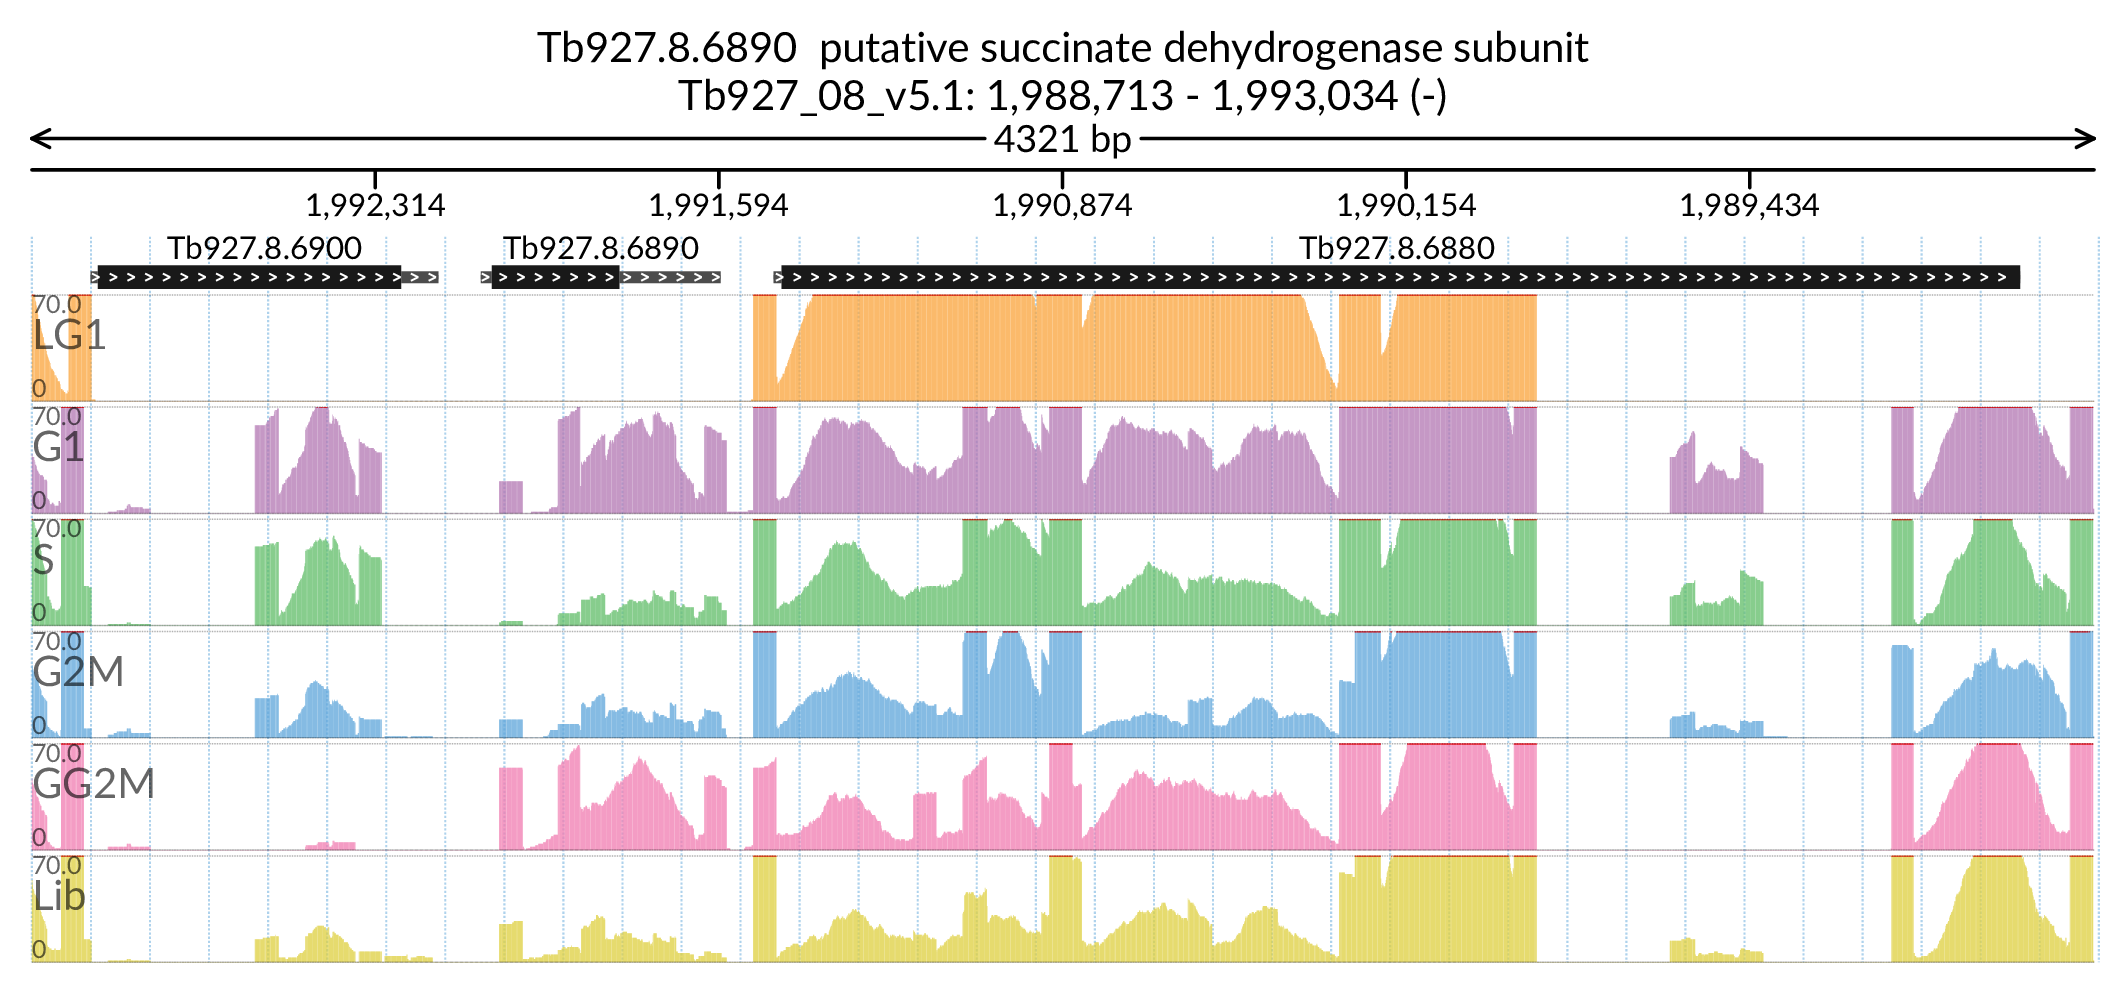 Tb927.8.6890 putative succinate dehydrogenase subunit
Tb927_08_v5.1: 1,988,713 - 1,993,034 (-)
4321 bp
1,992,314 1,991,594 1,990,874 1,990,154 1,989,434
Tb927.8.6900 Tb927.8.6890 Tb927.8.6880
70.0
LG1
0
70.0
G1
0
70.0
S
0
70.0
G2M
0
70.0
GG2M
0
70.0
Lib
0